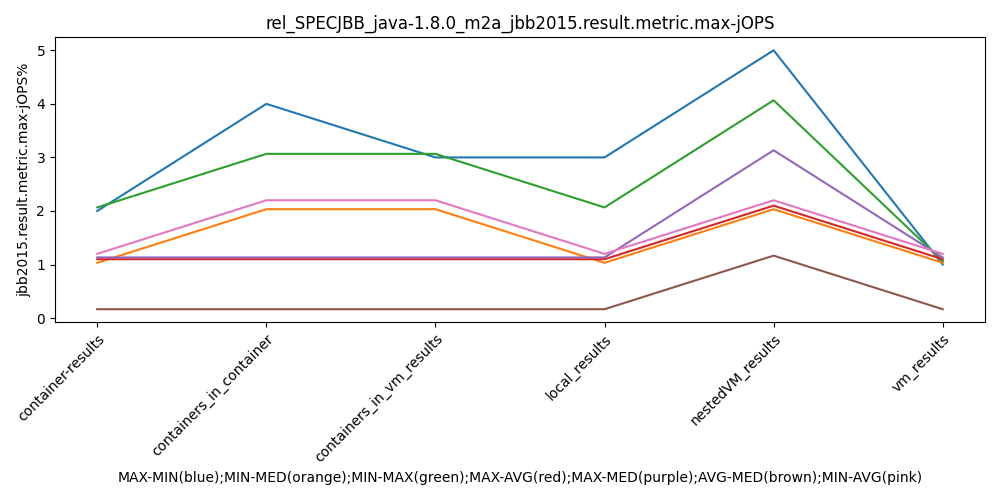 rel_SPECJBB_java-1.8.0_m2a_jbb2015.result.metric.max-jOPS
jbb2015.result.metric.max-jOPS%
5
4
3
2
1
0
container-results
containers_in_container
containers_in_vm_results
local_results
nestedVM_results
vm_results
MAX-MIN(blue);MIN-MED(orange);MIN-MAX(green);MAX-AVG(red);MAX-MED(purple);AVG-MED(brown);MIN-AVG(pink)